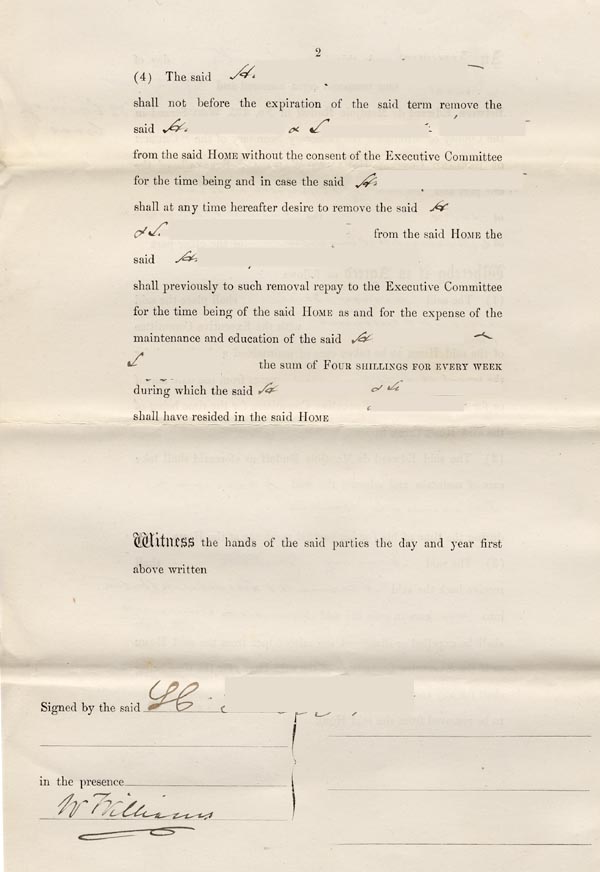 2
(4) The said H.
shall not before the expiration of the said term remove the
said H. & L
from the said HOME without the consent of the Executive Committee
for the time being and in case the said H.
shall at any time hereafter desire to remove the said H
& L. from the said HOME the
said H.
shall previously to such removal repay to the Executive Committee
for the time being of the said HOME as and for the expense of the
maintenance and education of the said H &
L the sum of FOUR SHILLINGS FOR EVERY WEEK
during which the said H & L.
shall have resided in the said HOME
Witness the hands of the said parties the day and year first
above written
Signed by the said H
in the presence
W Williams